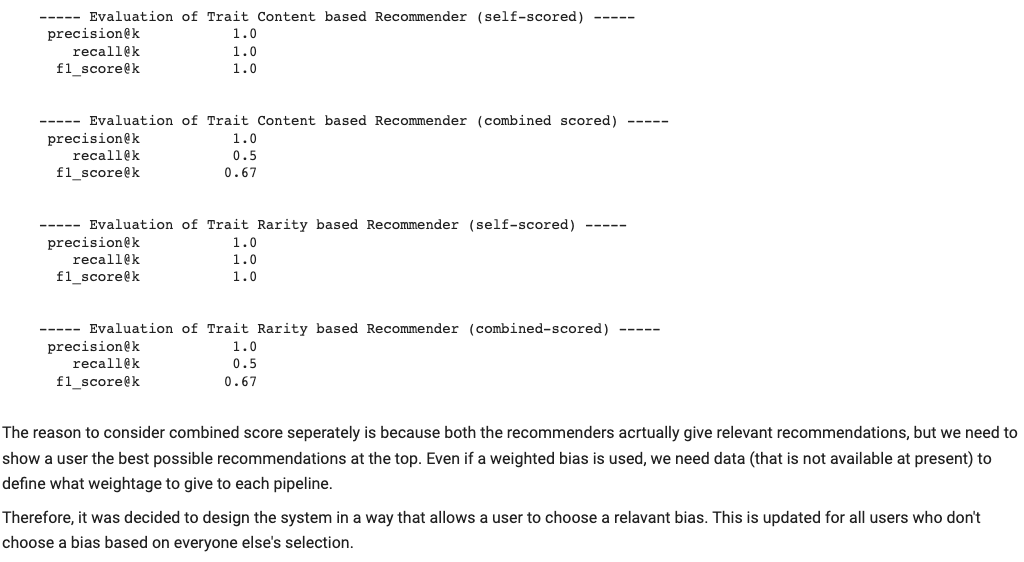 ----- Evaluation of Trait Content based Recommender (self-scored) -----
precision@k 1.0
recall@k 1.0
f1_score@k 1.0
----- Evaluation of Trait Content based Recommender (combined scored) -----
precision@k 1.0
recall@k 0.5
f1_score@k 0.67
----- Evaluation of Trait Rarity based Recommender (self-scored) -----
precision@k 1.0
recall@k 1.0
f1_score@k 1.0
----- Evaluation of Trait Rarity based Recommender (combined-scored) -----
precision@k 1.0
recall@k 0.5
f1_score@k 0.67
The reason to consider combined score seperately is because both the recommenders acrtually give relevant recommendations, but we need to
show a user the best possible recommendations at the top. Even if a weighted bias is used, we need data (that is not available at present) to
define what weightage to give to each pipeline.
Therefore, it was decided to design the system in a way that allows a user to choose a relavant bias. This is updated for all users who don't
choose a bias based on everyone else's selection.